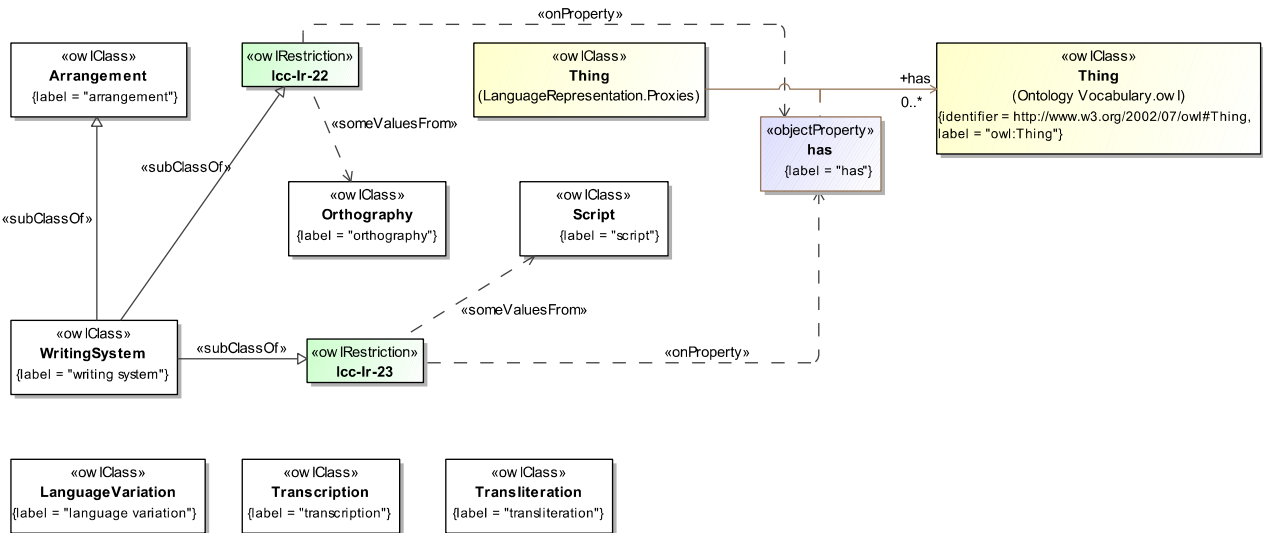 «onProperty»
«owlClass»
Arrangement
{label = "arrangement"}
«owlRestriction»
lcc-lr-22
«owlClass»
Thing
(LanguageRepresentation.Proxies)
+has
0..*
«owlClass»
Thing
(Ontology Vocabulary.owl)
{identifier = http://www.w3.org/2002/07/owl#Thing,
label = "owl:Thing"}
«someValuesFrom»
«objectProperty»
has
{label = "has"}
«subClassOf»
«subClassOf»
«owlClass»
Orthography
{label = "orthography"}
«owlClass»
Script
{label = "script"}
«someValuesFrom»
«owlClass»
WritingSystem
{label = "writing system"}
«subClassOf»
«owlRestriction»
lcc-lr-23
«onProperty»
«owlClass»
LanguageVariation
{label = "language variation"}
«owlClass»
Transcription
{label = "transcription"}
«owlClass»
Transliteration
{label = "transliteration"}